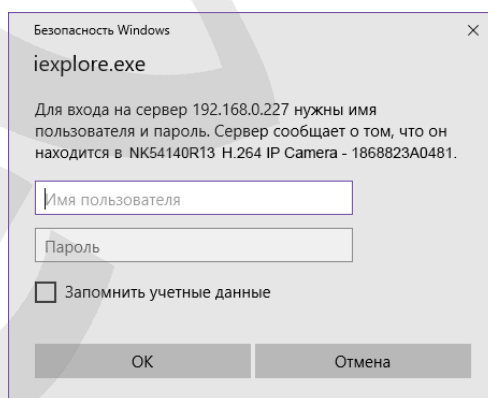 Безопасность Windows
iexplore.exe
Для входа на сервер 192.168.0.227 нужны имя
пользователя и пароль. Сервер сообщает о том, что он
находится в NK54140R13 H.264 IP Camera - 1868823A0481.
Имя пользователя
Пароль
Запомнить учетные данные
ОК
Отмена